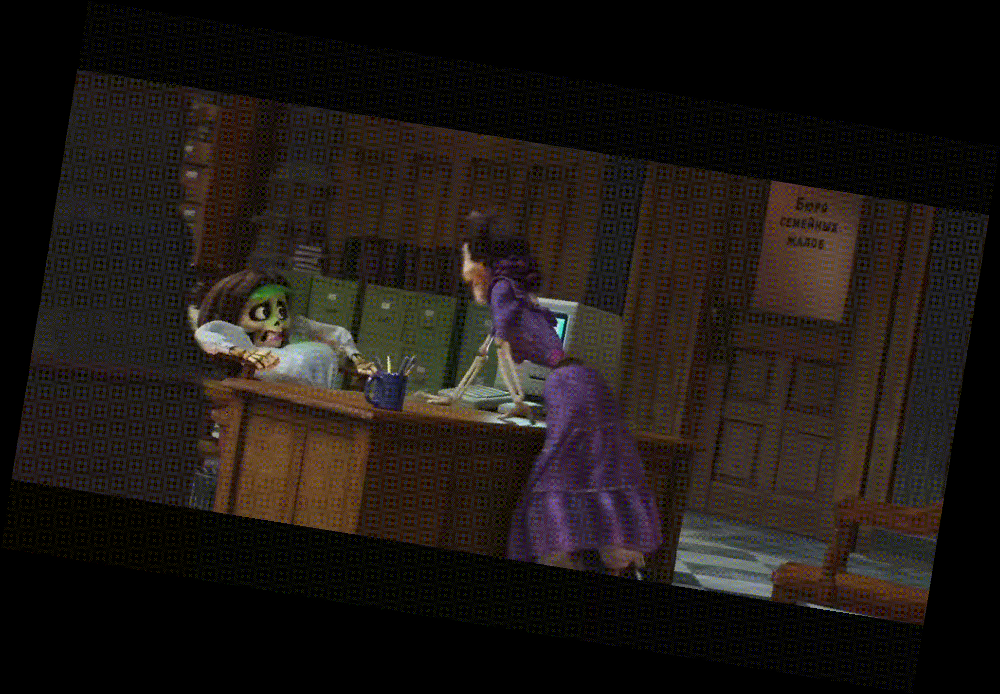 Бюро
семейных
жалоб